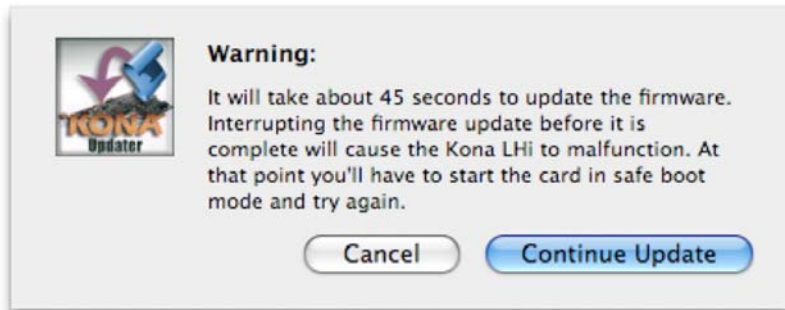 Warning:
It will take about 45 seconds to update the firmware.
Interrupting the firmware update before it is
complete will cause the Kona LHi to malfunction. At
that point you'll have to start the card in safe boot
mode and try again.
KONA
Updater
Cancel
Continue Update